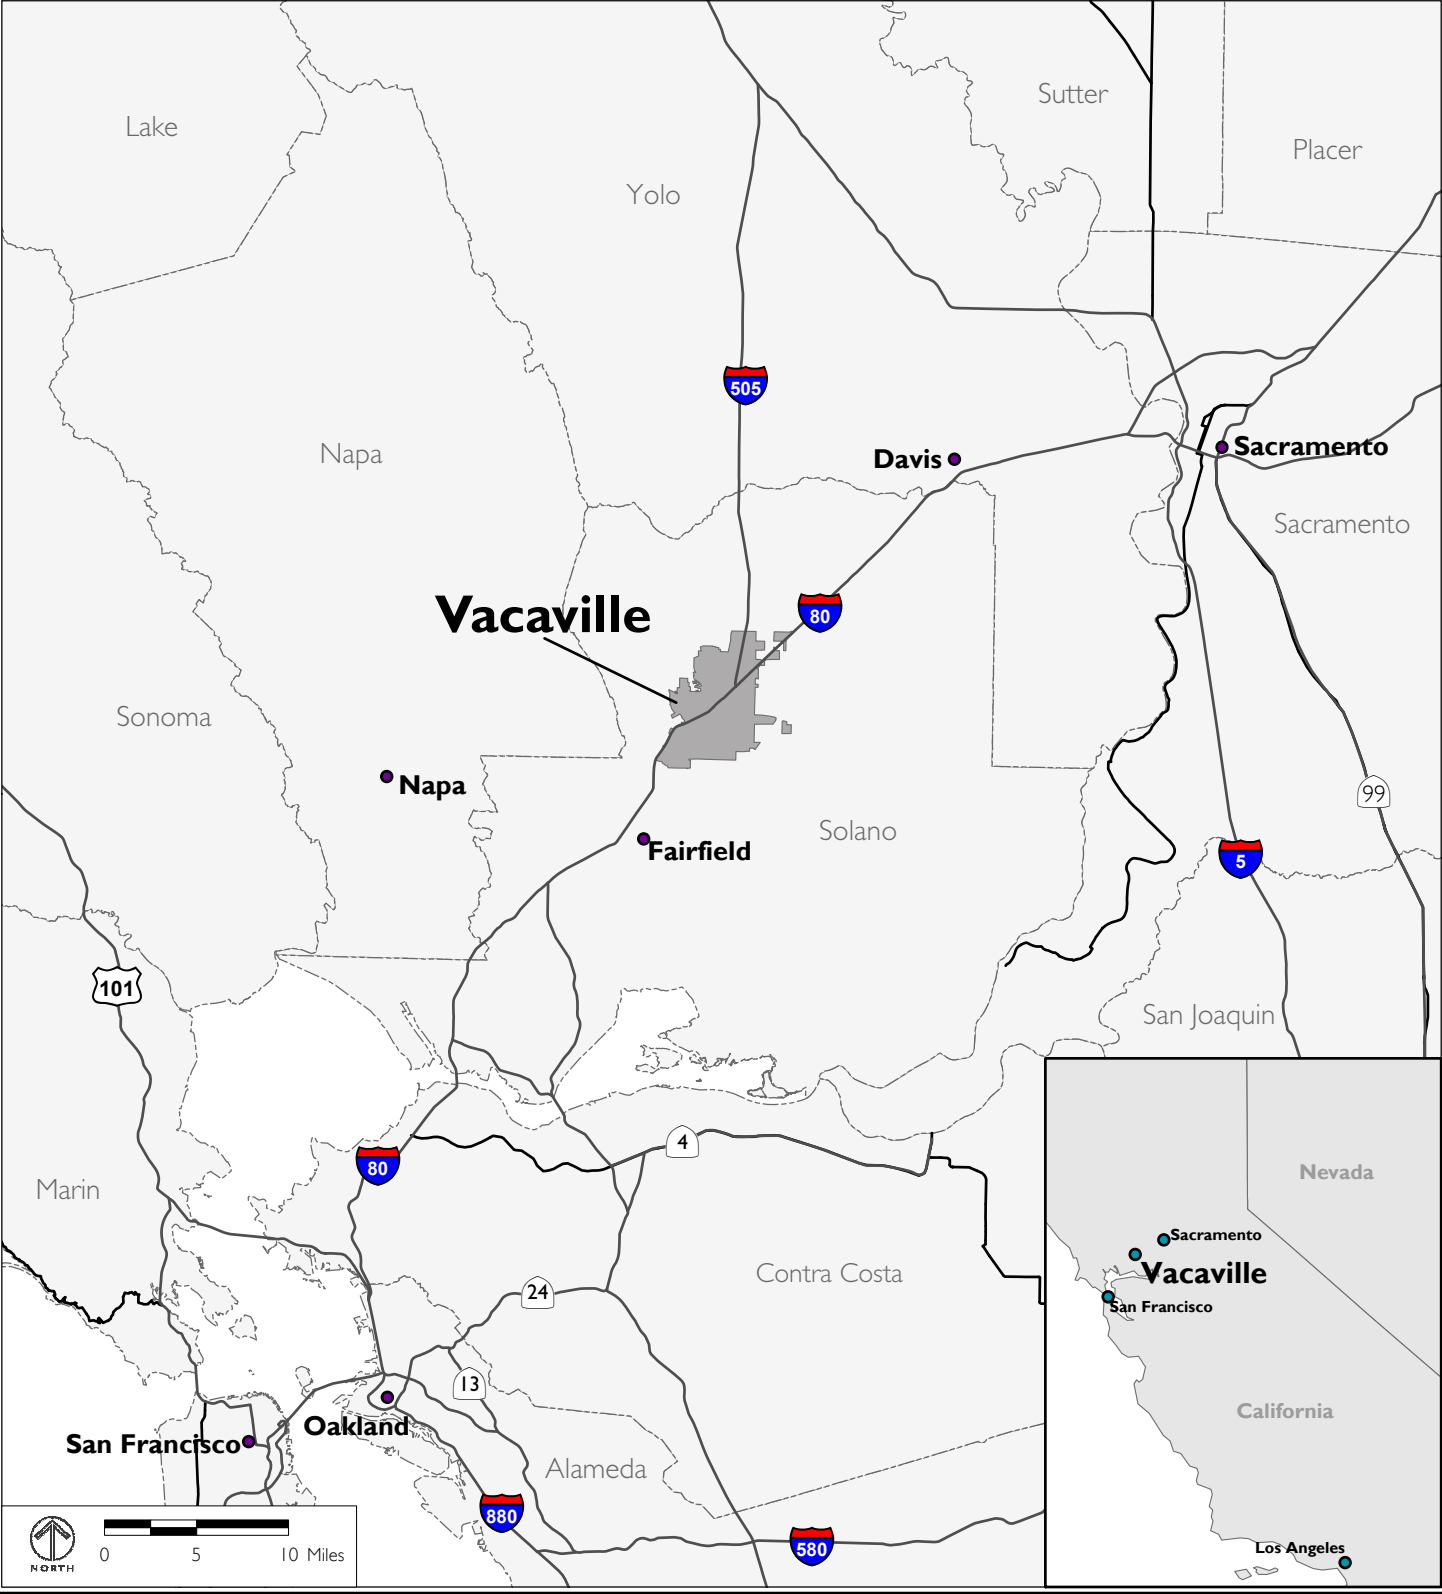 Sutter
Lake
Placer
Yolo
505
Sacramento
Napa
Davis
Sacramento
Vacaville
80
Sonoma
Napa
99
Solano
Fairfield
5
101
San Joaquin
4
80
Nevada
Marin
Sacramento
Contra Costa
Vacaville
24
San Francisco
13
California
Oakland
San Francisco
Alameda
880
580
Los Angeles
0 5 10 Miles
NORTH